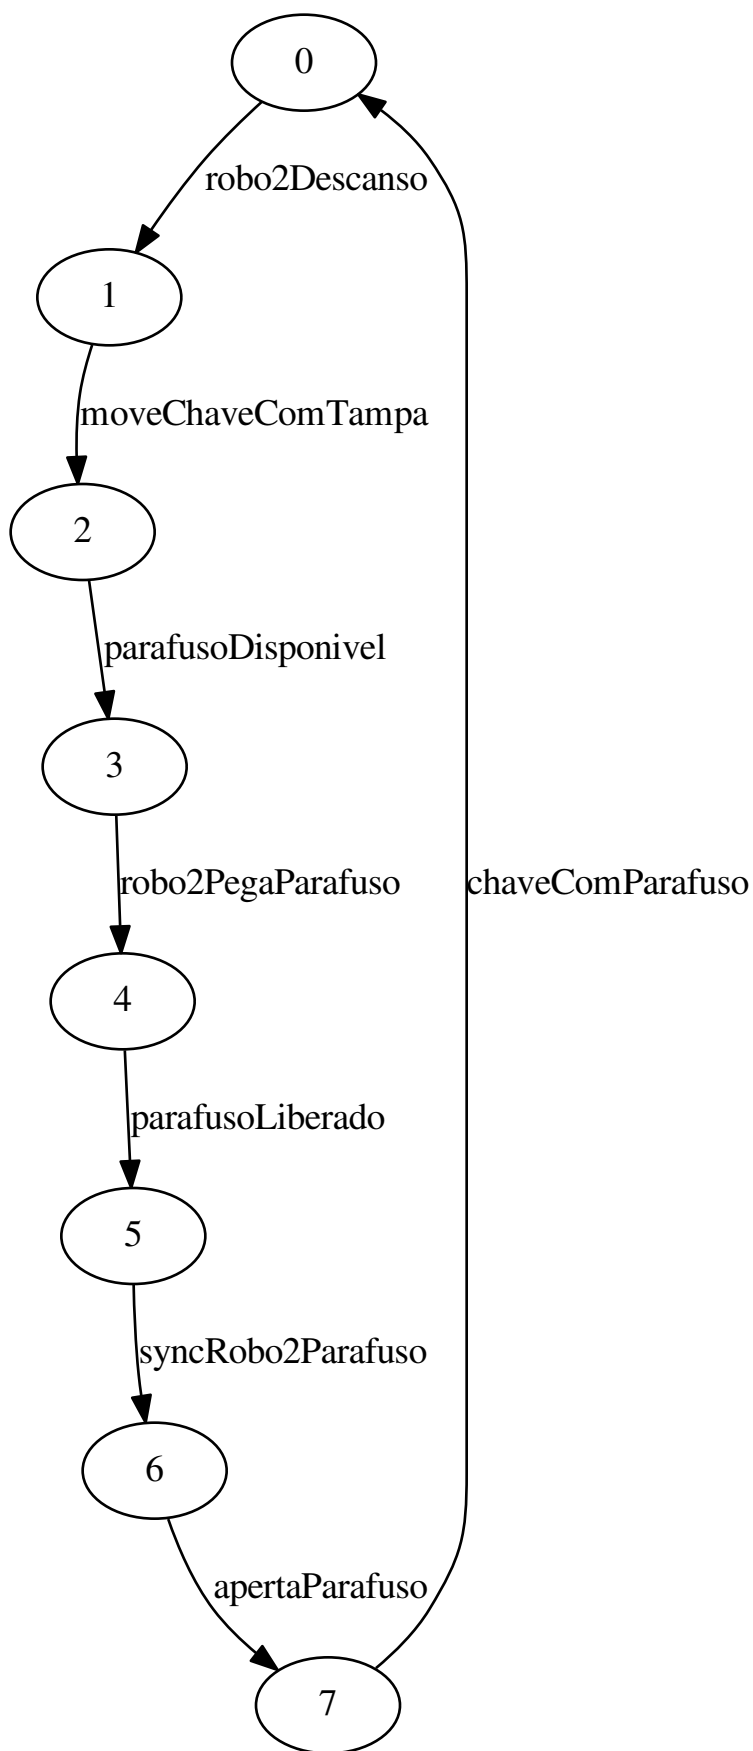 0
robo2Descanso
1
moveChaveComTampa
2
parafusoDisponivel
3
robo2PegaParafuso
chaveComParafuso
4
parafusoLiberado
5
syncRobo2Parafuso
6
apertaParafuso
7